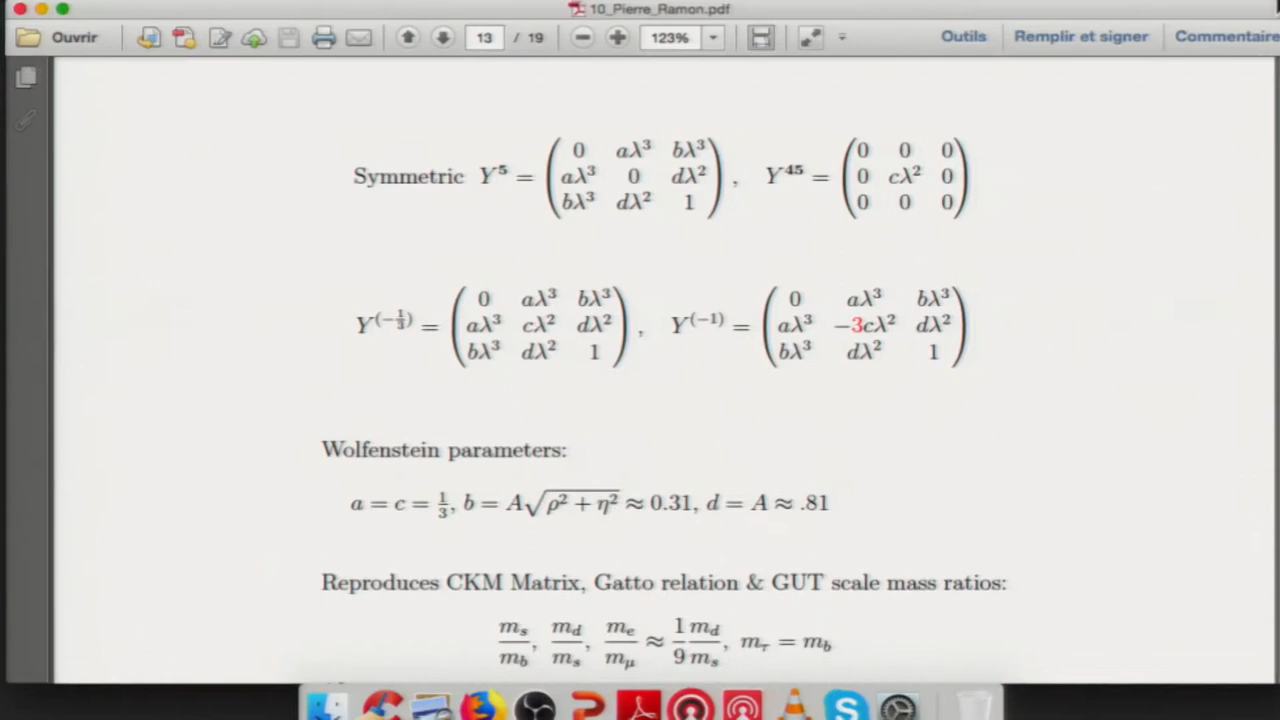 10_Pierre_Ramon.pdf
Ouvrir 13 / 19 123% Outils Remplir et signer Commentaire
Symmetric Y⁵ = ( 0 aλ³ bλ³ ; aλ³ 0 dλ² ; bλ³ dλ² 1 ) , Y⁴⁵ = ( 0 0 0 ; 0 cλ² 0 ; 0 0 0 )
Y^(−1/3) = ( 0 aλ³ bλ³ ; aλ³ cλ² dλ² ; bλ³ dλ² 1 ) , Y^(−1) = ( 0 aλ³ bλ³ ; aλ³ −3cλ² dλ² ; bλ³ dλ² 1 )
Wolfenstein parameters:
a = c = 1/3, b = A√(ρ² + η²) ≈ 0.31, d = A ≈ .81
Reproduces CKM Matrix, Gatto relation & GUT scale mass ratios:
m_s/m_b, m_d/m_s, m_e/m_μ ≈ 1/9 m_d/m_s, m_τ = m_b